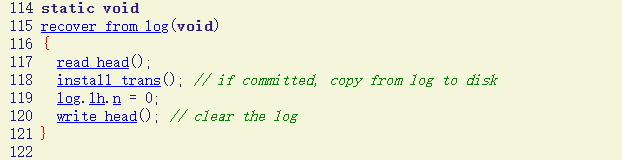 114 static void
115 recover_from_log(void)
116 {
117   read_head();
118   install_trans(); // if committed, copy from log to disk
119   log.lh.n = 0;
120   write_head(); // clear the log
121 }
122